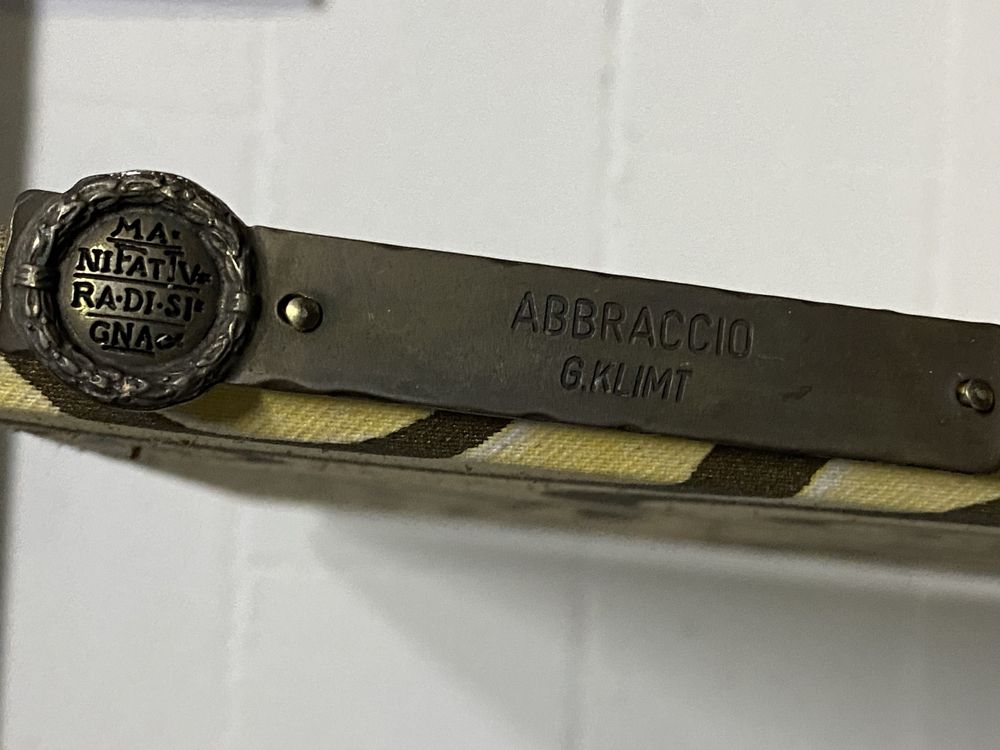 MA·
NIFATTV·
RA·DI·SI·
GNA
ABBRACCIO
G.KLIMT